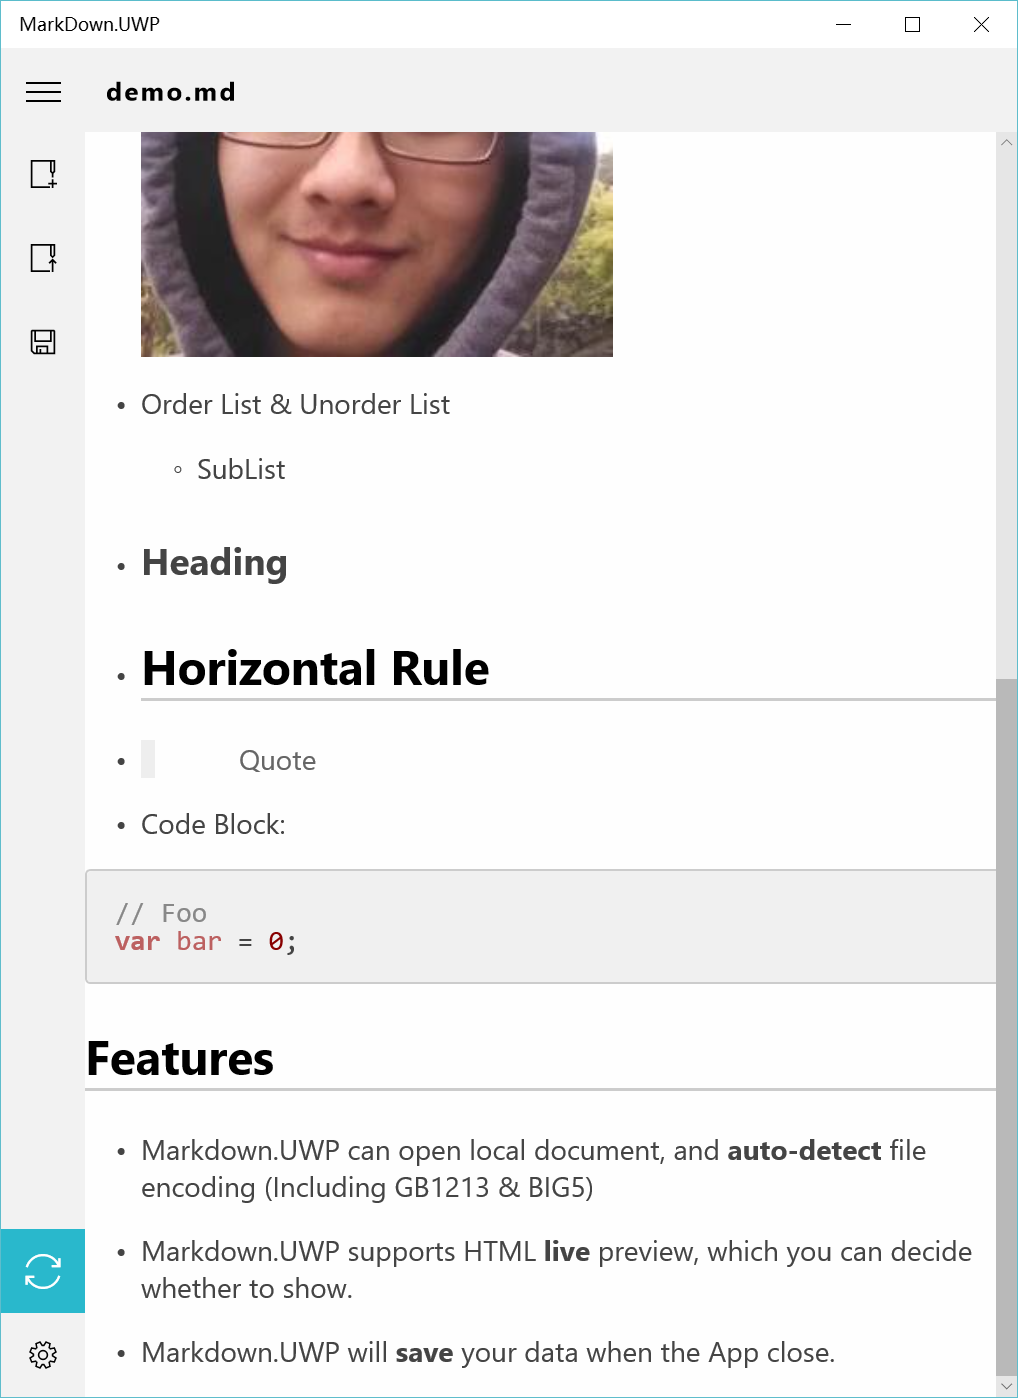 MarkDown.UWP
demo.md
Order List & Unorder List
SubList
Heading
Horizontal Rule
Quote
Code Block:
// Foo
var bar = 0;
Features
Markdown.UWP can open local document, and auto-detect file
encoding (Including GB1213 & BIG5)
Markdown.UWP supports HTML live preview, which you can decide
whether to show.
Markdown.UWP will save your data when the App close.